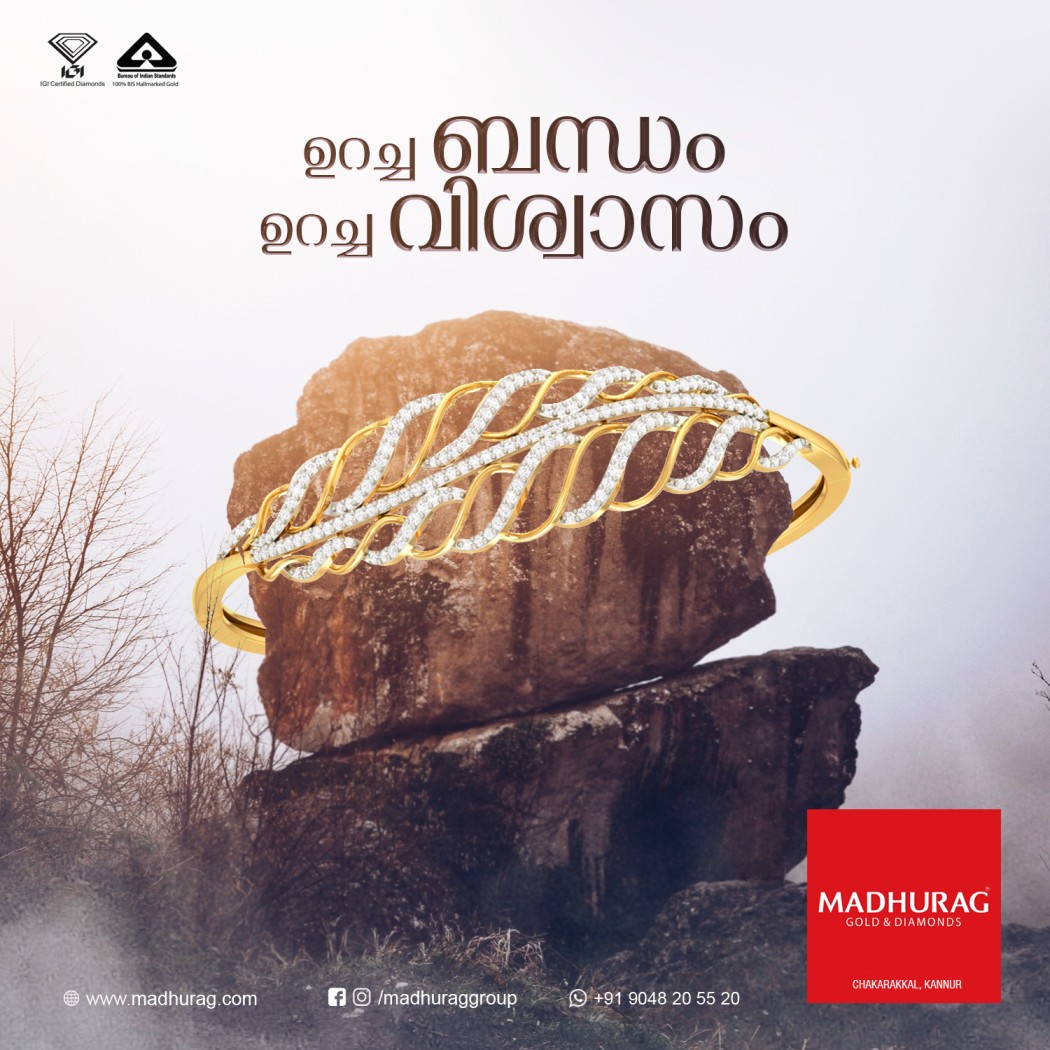 IGI
IGI Certified Diamonds
Bureau of Indian Standards
100% BIS Hallmarked Gold
ഉറച്ച ബന്ധം
ഉറച്ച വിശ്വാസം
MADHURAG®
GOLD & DIAMONDS
CHAKARAKKAL, KANNUR
www.madhurag.com
/madhuraggroup
+91 9048 20 55 20